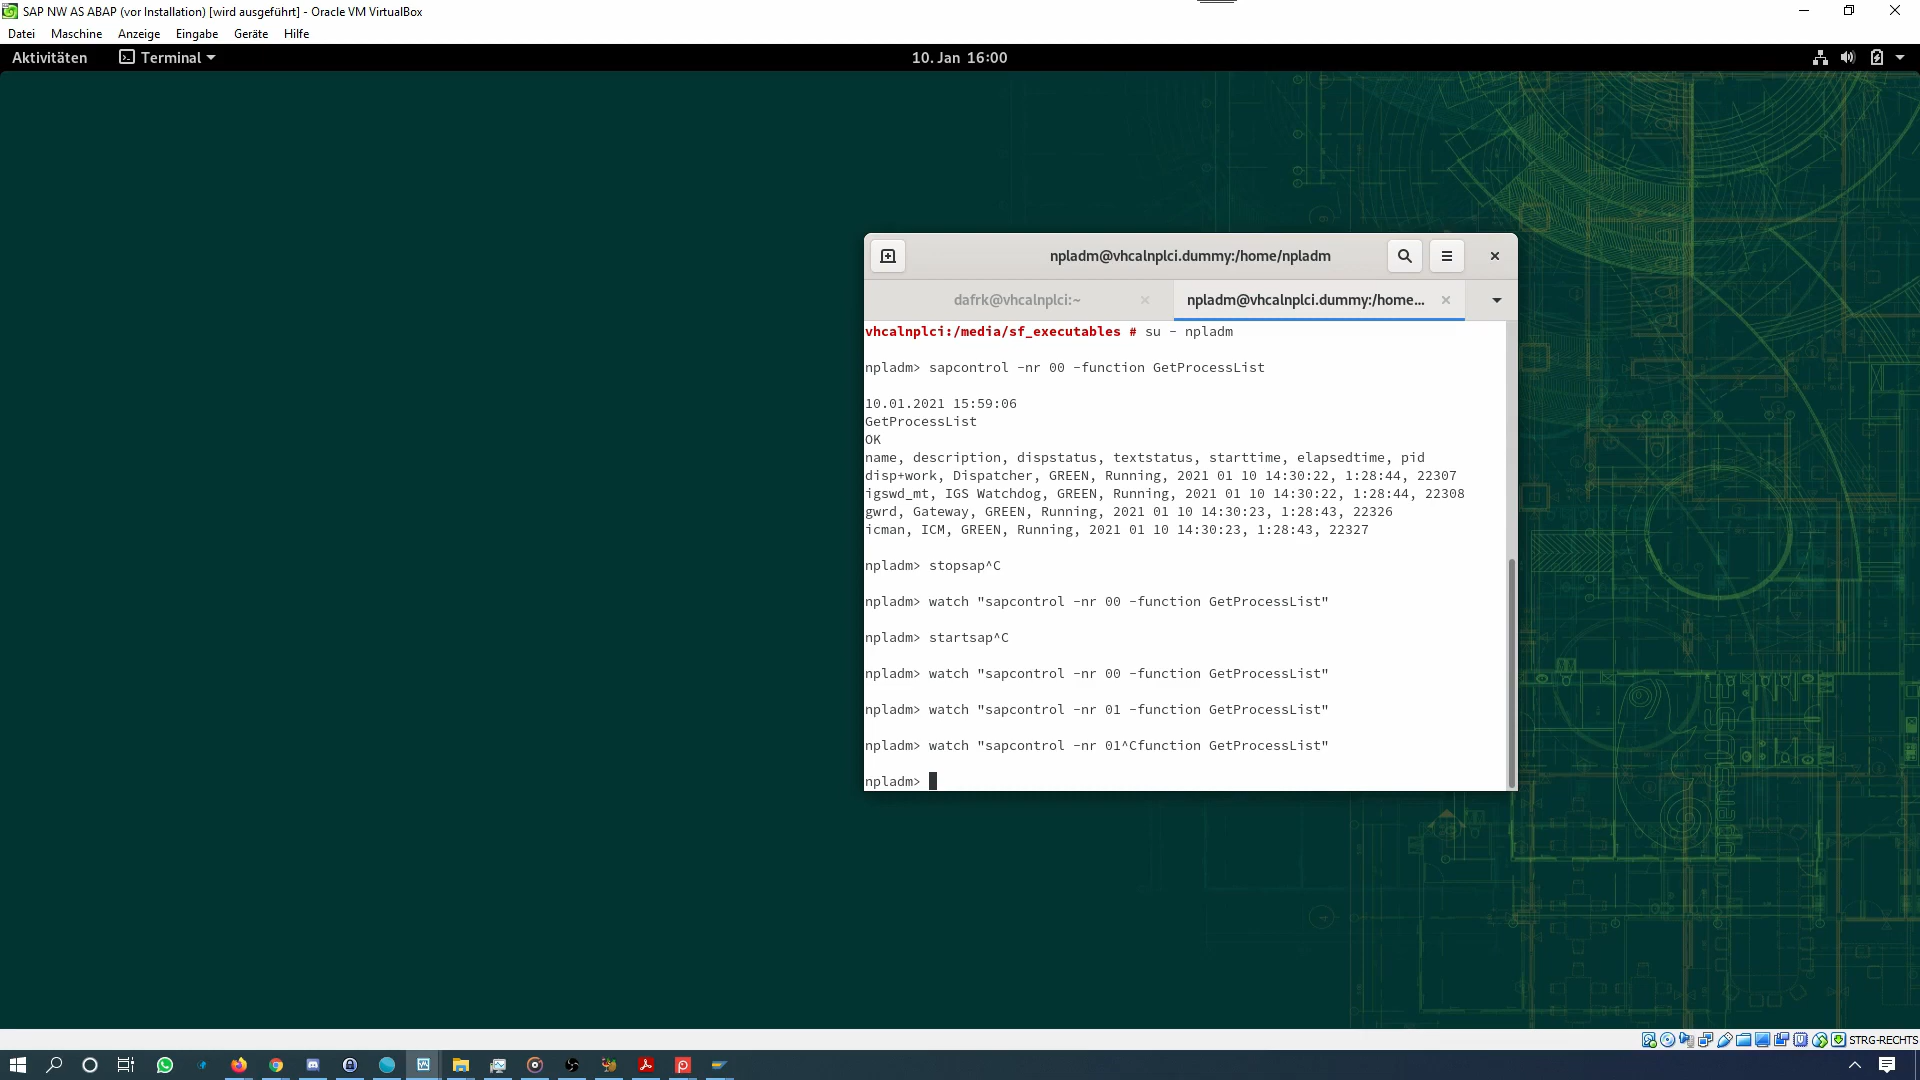 SAP NW AS ABAP (vor Installation) [wird ausgeführt] - Oracle VM VirtualBox
Datei Maschine Anzeige Eingabe Geräte Hilfe
Aktivitäten Terminal 10. Jan 16:00
npladm@vhcalnplci.dummy:/home/npladm
dafrk@vhcalnplci:~ npladm@vhcalnplci.dummy:/home...
vhcalnplci:/media/sf_executables # su - npladm
npladm> sapcontrol -nr 00 -function GetProcessList
10.01.2021 15:59:06
GetProcessList
OK
name, description, dispstatus, textstatus, starttime, elapsedtime, pid
disp+work, Dispatcher, GREEN, Running, 2021 01 10 14:30:22, 1:28:44, 22307
igswd_mt, IGS Watchdog, GREEN, Running, 2021 01 10 14:30:22, 1:28:44, 22308
gwrd, Gateway, GREEN, Running, 2021 01 10 14:30:23, 1:28:43, 22326
icman, ICM, GREEN, Running, 2021 01 10 14:30:23, 1:28:43, 22327
npladm> stopsap^C
npladm> watch "sapcontrol -nr 00 -function GetProcessList"
npladm> startsap^C
npladm> watch "sapcontrol -nr 00 -function GetProcessList"
npladm> watch "sapcontrol -nr 01 -function GetProcessList"
npladm> watch "sapcontrol -nr 01^Cfunction GetProcessList"
npladm>
STRG-RECHTS